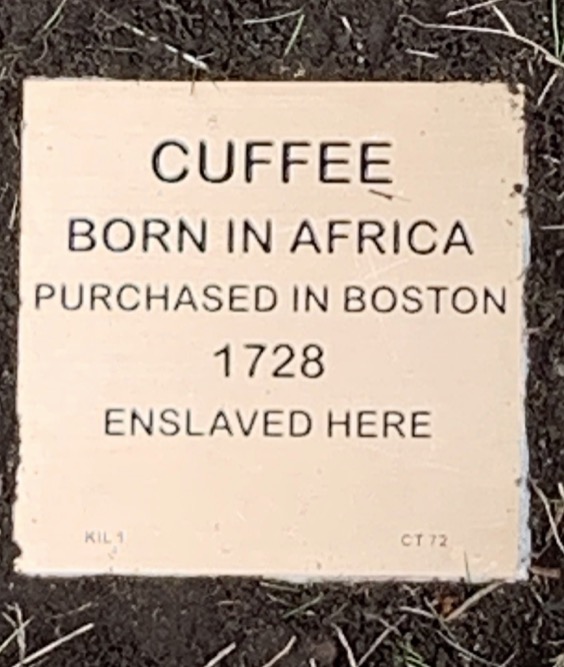 CUFFEE
BORN IN AFRICA
PURCHASED IN BOSTON
1728
ENSLAVED HERE
KIL 1 CT 72